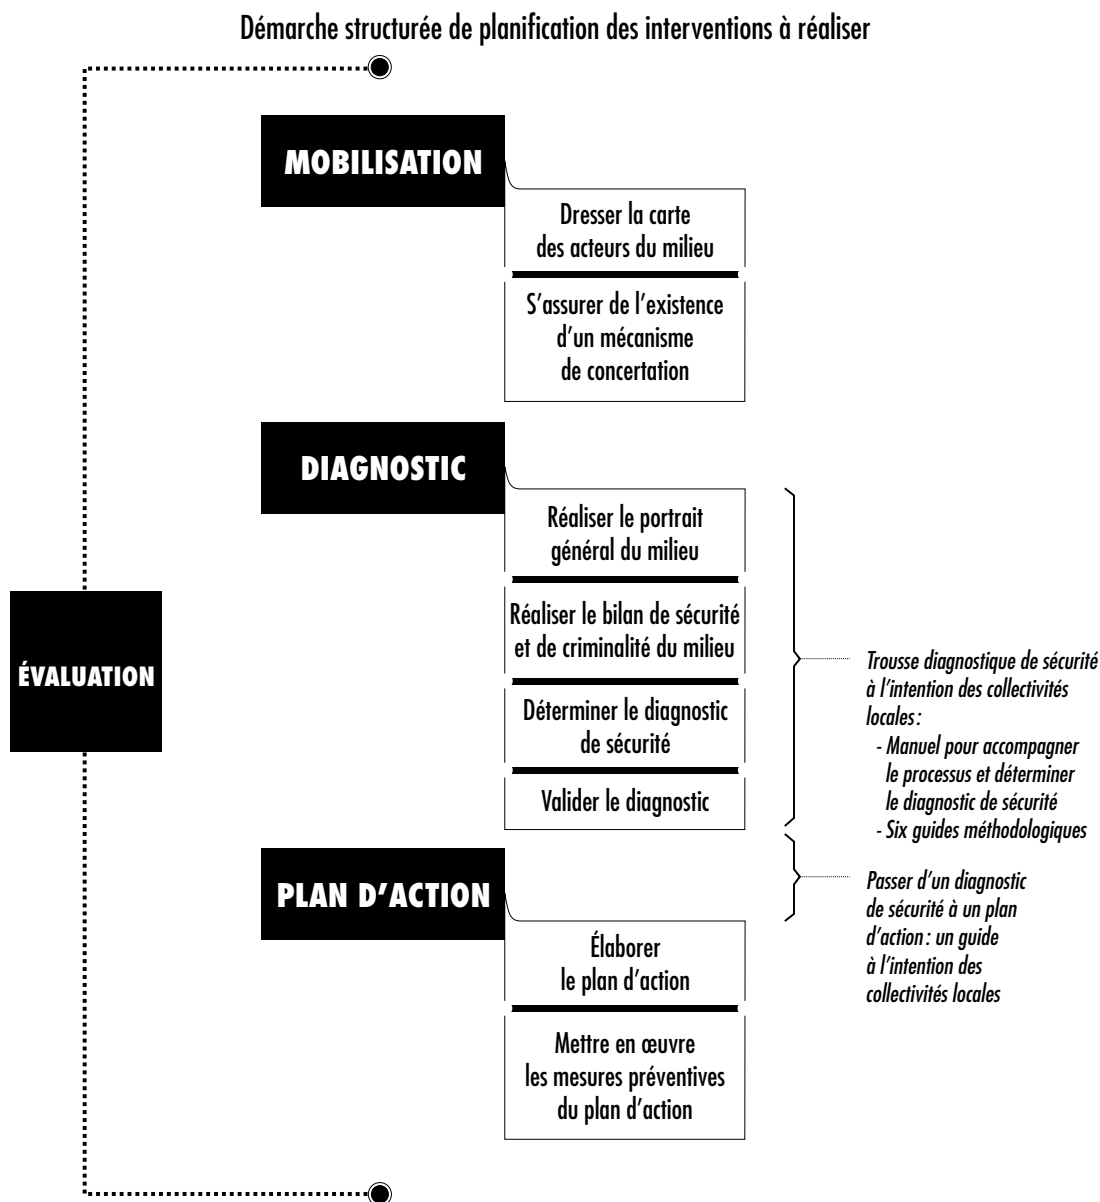 Démarche structurée de planification des interventions à réaliser
MOBILISATION
Dresser la carte
des acteurs du milieu
S'assurer de l'existence
d'un mécanisme
de concertation
DIAGNOSTIC
Réaliser le portrait
général du milieu
Réaliser le bilan de sécurité
et de criminalité du milieu
Déterminer le diagnostic
de sécurité
Valider le diagnostic
ÉVALUATION
Trousse diagnostique de sécurité
à l'intention des collectivités
locales :
- Manuel pour accompagner
le processus et déterminer
le diagnostic de sécurité
- Six guides méthodologiques
PLAN D'ACTION
Élaborer
le plan d'action
Mettre en œuvre
les mesures préventives
du plan d'action
Passer d'un diagnostic
de sécurité à un plan
d'action : un guide
à l'intention des
collectivités locales